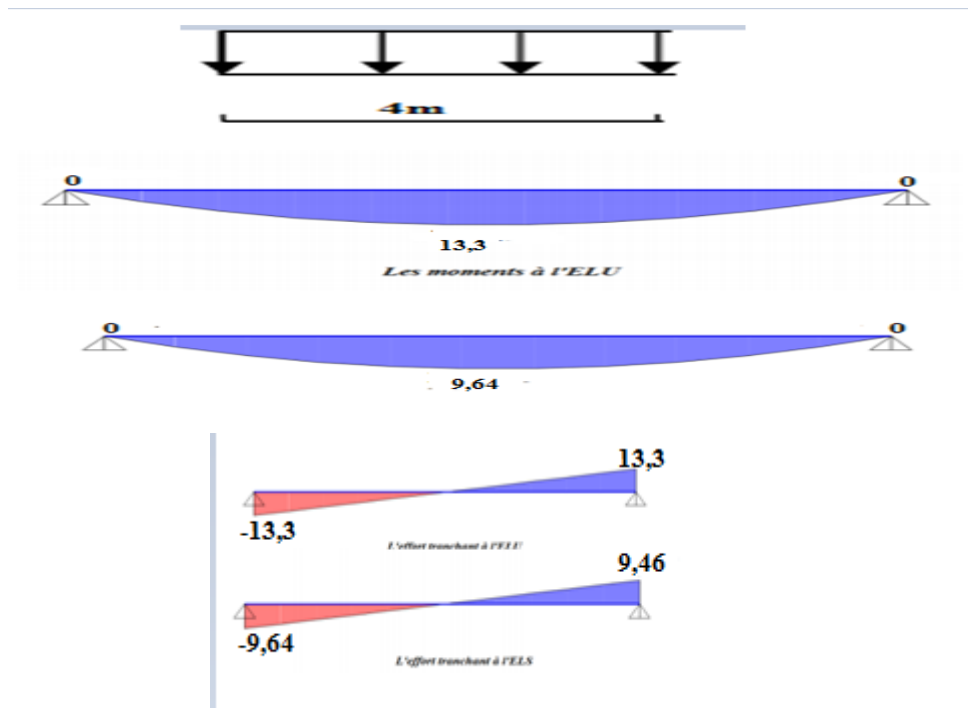 4m
0 0
13,3
Les moments à l'ELU
0 0
9,64
13,3
-13,3
L'effort tranchant à l'ELU
9,46
-9,64
L'effort tranchant à l'ELS